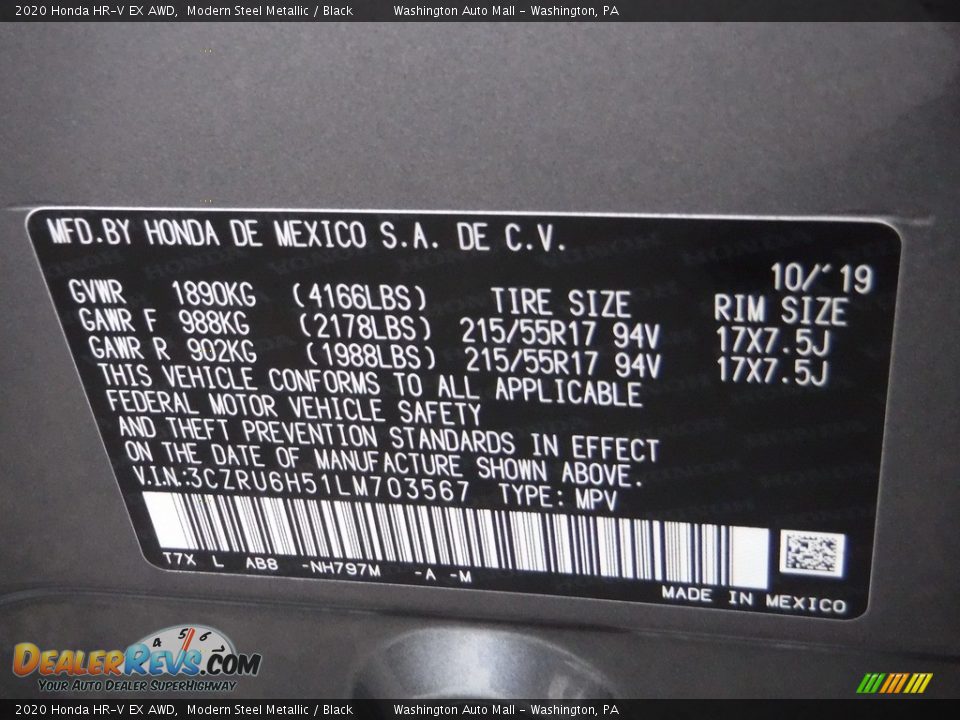 2020 Honda HR-V EX AWD, Modern Steel Metallic / Black Washington Auto Mall - Washington, PA
MFD.BY HONDA DE MEXICO S.A. DE C.V.
10/'19
GVWR 1890KG (4166LBS) TIRE SIZE RIM SIZE
GAWR F 988KG (2178LBS) 215/55R17 94V 17X7.5J
GAWR R 902KG (1988LBS) 215/55R17 94V 17X7.5J
THIS VEHICLE CONFORMS TO ALL APPLICABLE
FEDERAL MOTOR VEHICLE SAFETY
AND THEFT PREVENTION STANDARDS IN EFFECT
ON THE DATE OF MANUFACTURE SHOWN ABOVE.
V.I.N.:3CZRU6H51LM703567 TYPE: MPV
T7X L AB8 -NH797M -A -M
MADE IN MEXICO
4 5 6
DEALERREVS.COM
YOUR AUTO DEALER SUPERHIGHWAY
2020 Honda HR-V EX AWD, Modern Steel Metallic / Black Washington Auto Mall - Washington, PA